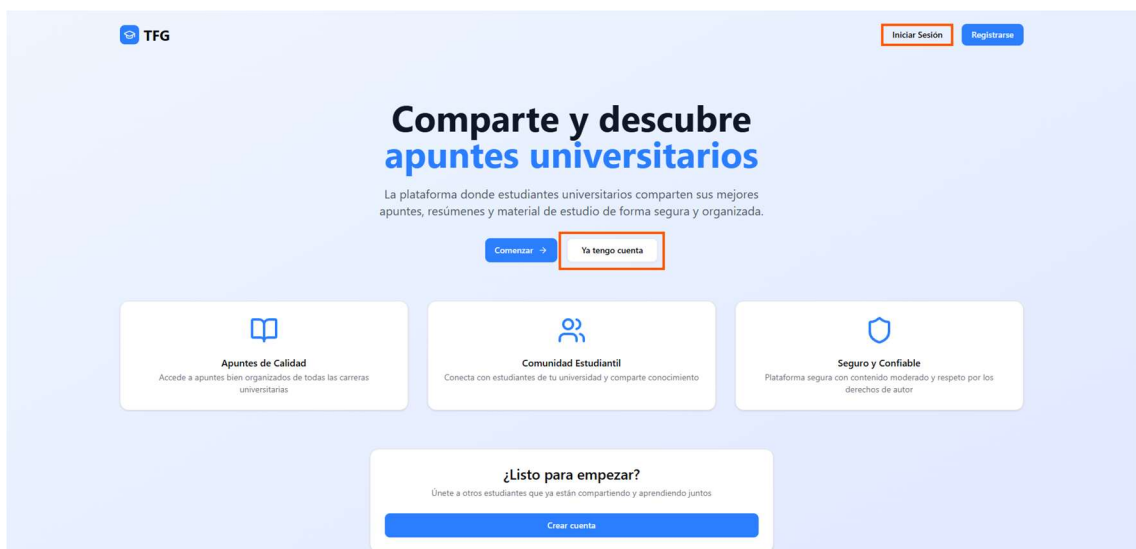 TFG
Iniciar Sesión
Registrarse
Comparte y descubre
apuntes universitarios
La plataforma donde estudiantes universitarios comparten sus mejores
apuntes, resúmenes y material de estudio de forma segura y organizada.
Comenzar →
Ya tengo cuenta
Apuntes de Calidad
Accede a apuntes bien organizados de todas las carreras
universitarias
Comunidad Estudiantil
Conecta con estudiantes de tu universidad y comparte conocimiento
Seguro y Confiable
Plataforma segura con contenido moderado y respeto por los
derechos de autor
¿Listo para empezar?
Únete a otros estudiantes que ya están compartiendo y aprendiendo juntos
Crear cuenta